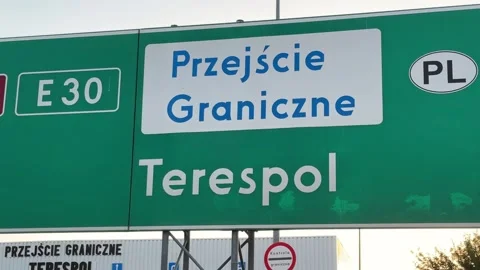 E 30
Przejście
Graniczne
PL
Terespol
PRZEJŚCIE GRANICZNE
TERESPOL